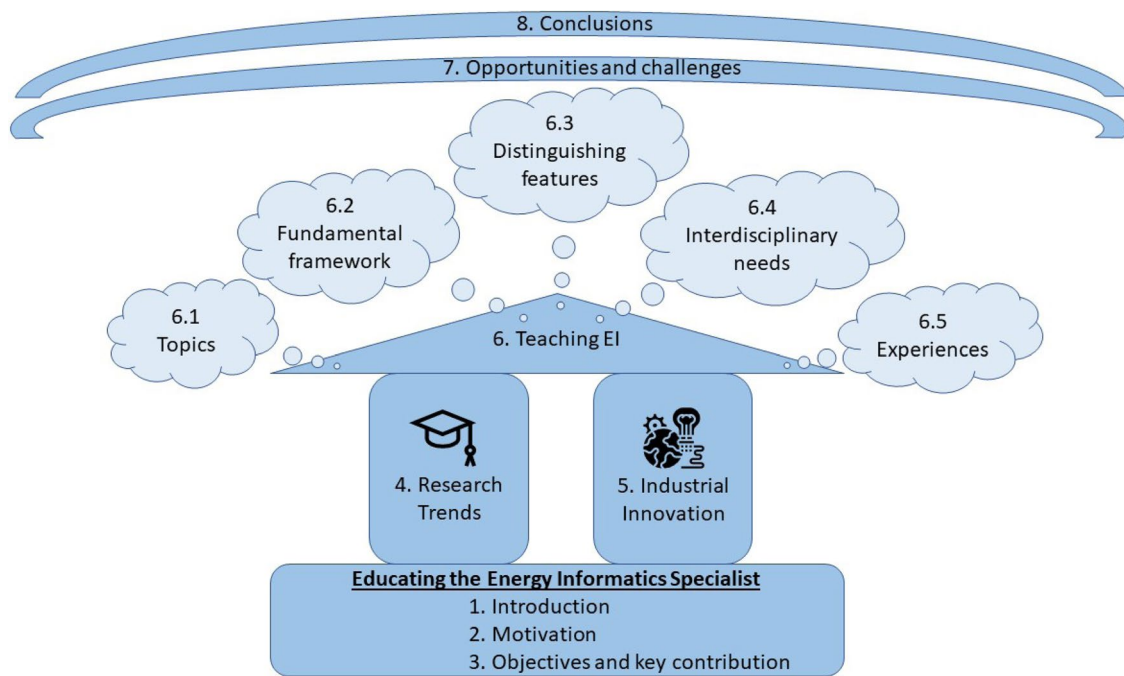 8. Conclusions
7. Opportunities and challenges
6.3
Distinguishing
features
6.2
Fundamental
framework
6.4
Interdisciplinary
needs
6.1
Topics
6.5
Experiences
6. Teaching EI
4. Research
Trends
5. Industrial
Innovation
Educating the Energy Informatics Specialist
1. Introduction
2. Motivation
3. Objectives and key contribution